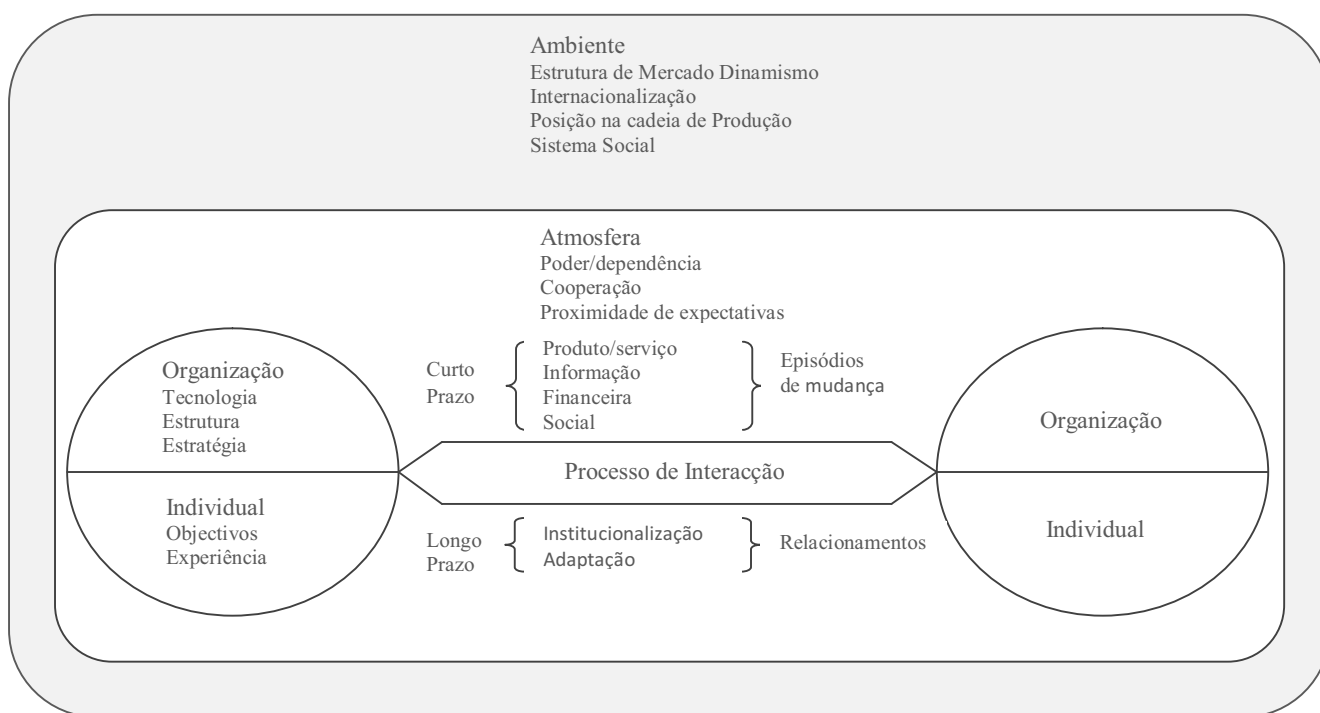 Ambiente
Estrutura de Mercado Dinamismo
Internacionalização
Posição na cadeia de Produção
Sistema Social
Atmosfera
Poder/dependência
Cooperação
Proximidade de expectativas
Organização
Tecnologia
Estrutura
Estratégia
Individual
Objectivos
Experiência
Curto
Prazo
Produto/serviço
Informação
Financeira
Social
Episódios
de mudança
Processo de Interacção
Longo
Prazo
Institucionalização
Adaptação
Relacionamentos
Organização
Individual